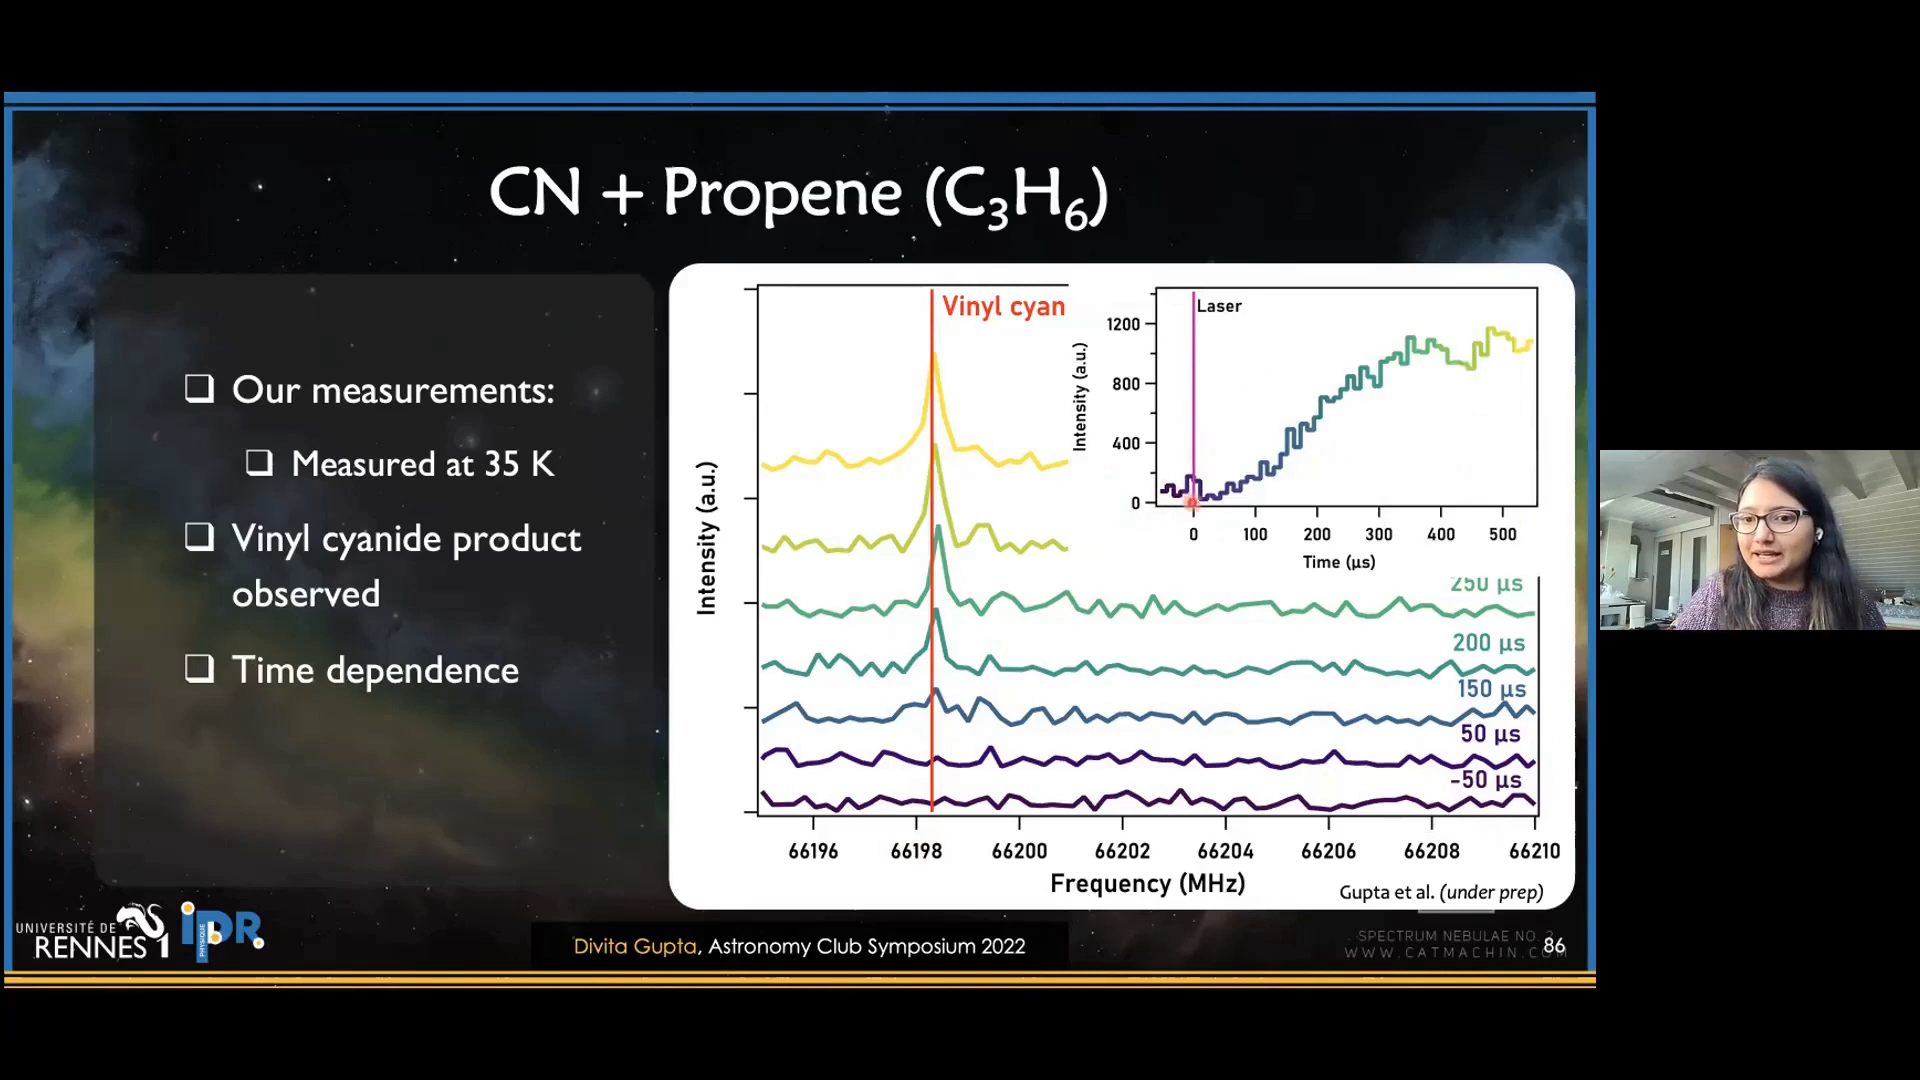 CN + Propene (C₃H₆)
❑ Our measurements:
❑ Measured at 35 K
❑ Vinyl cyanide product
observed
❑ Time dependence
Vinyl cyan
Intensity (a.u.)
250 µs
200 µs
150 µs
50 µs
-50 µs
66196 66198 66200 66202 66204 66206 66208 66210
Frequency (MHz)
Laser
Intensity (a.u.)
1200
800
400
0
0 100 200 300 400 500
Time (µs)
Gupta et al. (under prep)
UNIVERSITÉ DE
RENNES 1
iPR
PHYSIQUE
Divita Gupta, Astronomy Club Symposium 2022
SPECTRUM NEBULAE NO. 2
WWW.CATMACHIN.COM
86